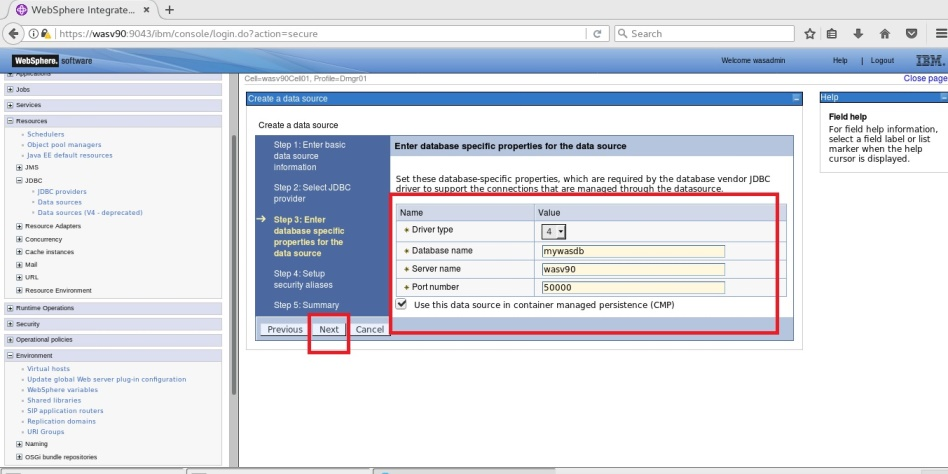 WebSphere Integrate... × +
https://wasv90:9043/ibm/console/login.do?action=secure
Search
WebSphere. software
Welcome wasadmin
Help | Logout
IBM.
Cell=wasv90Cell01, Profile=Dmgr01
Close page
Applications
Jobs
Services
Resources
Schedulers
Object pool managers
Java EE default resources
JMS
JDBC
JDBC providers
Data sources
Data sources (V4 - deprecated)
Resource Adapters
Concurrency
Cache instances
Mail
URL
Resource Environment
Runtime Operations
Security
Operational policies
Environment
Virtual hosts
Update global Web server plug-in configuration
WebSphere variables
Shared libraries
SIP application routers
Replication domains
URI Groups
Naming
OSGi bundle repositories
Create a data source
Create a data source
Step 1: Enter basic
data source
information
Step 2: Select JDBC
provider
Step 3: Enter
database specific
properties for the
data source
Step 4: Setup
security aliases
Step 5: Summary
Enter database specific properties for the data source
Set these database-specific properties, which are required by the database vendor JDBC
driver to support the connections that are managed through the datasource.
Name Value
* Driver type 4
* Database name mywasdb
* Server name wasv90
* Port number 50000
Use this data source in container managed persistence (CMP)
Previous Next Cancel
Help
Field help
For field help information,
select a field label or list
marker when the help
cursor is displayed.